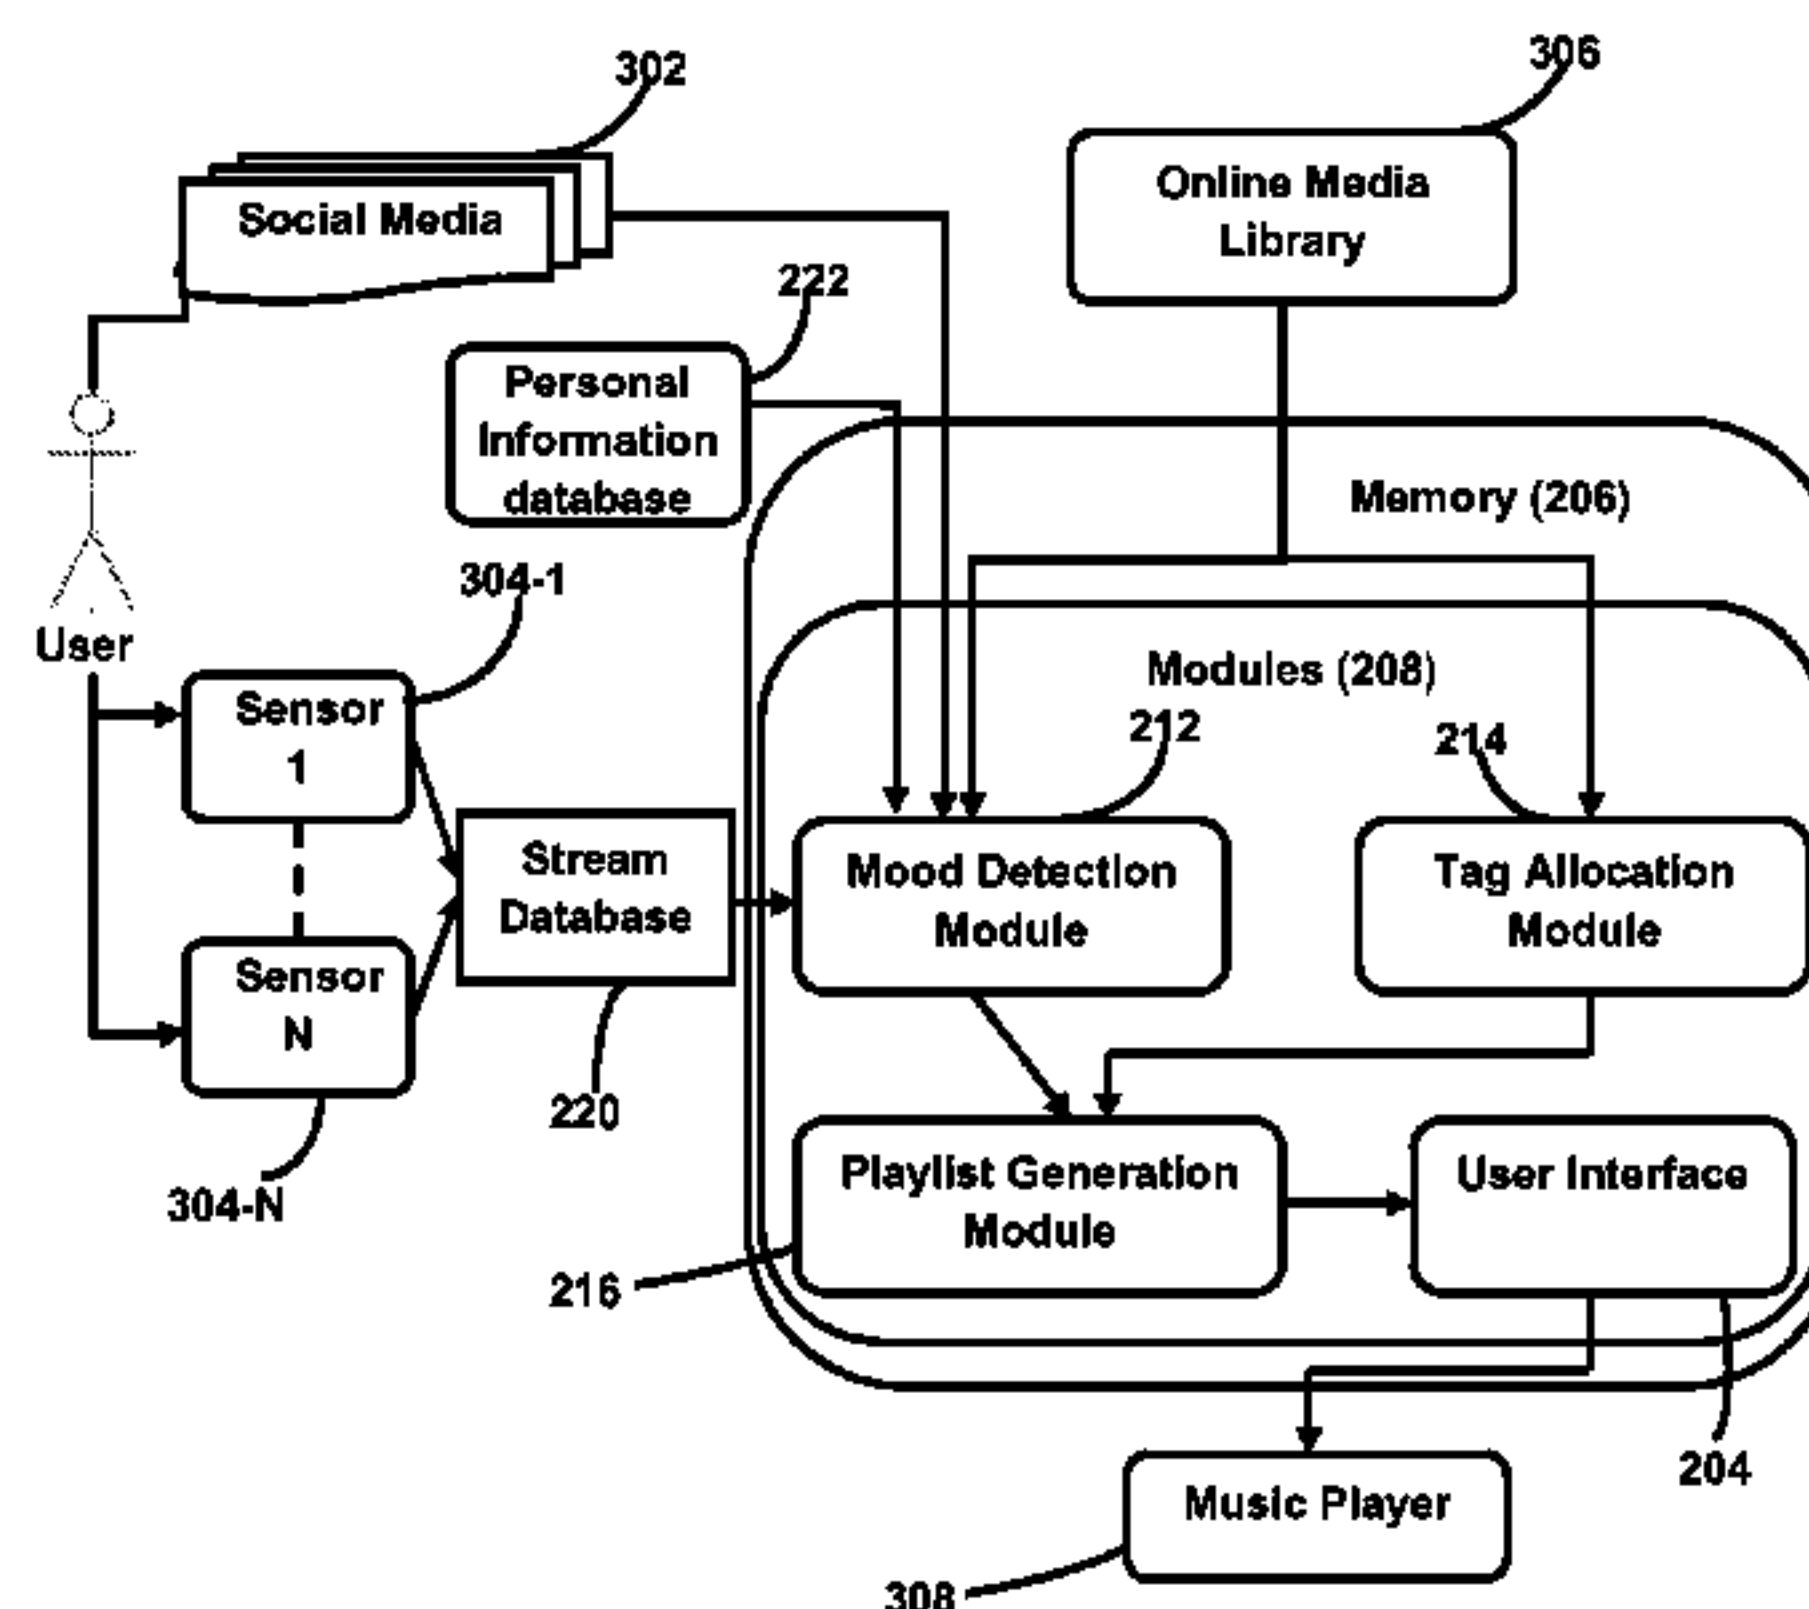 302
306
Social Media
Online Media
Library
222
Personal
Information
database
Memory (206)
304-1
User
Modules (208)
Sensor
1
212
214
Stream
Database
Mood Detection
Module
Tag Allocation
Module
Sensor
N
220
304-N
Playlist Generation
Module
User Interface
216
204
Music Player
308